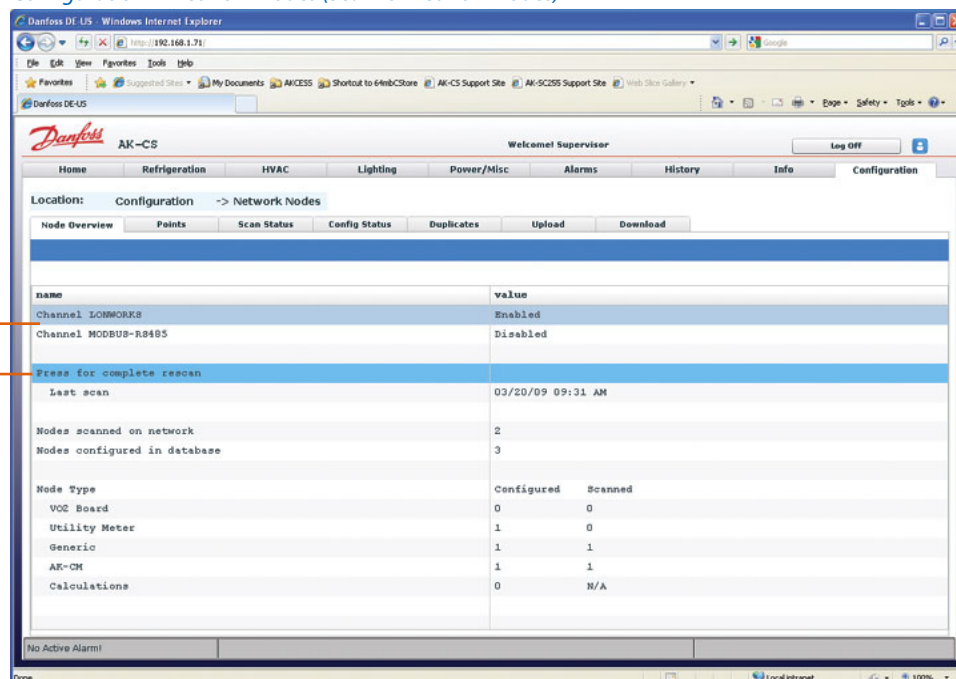 Danfoss DE-US - Windows Internet Explorer
http://192.168.1.71/
Google
File Edit View Favorites Tools Help
Favorites Suggested Sites My Documents AKCESS Shortcut to 64mbCStore AK-CS Support Site AK-SC255 Support Site Web Slice Gallery
Danfoss DE-US
Page Safety Tools
Danfoss AK-CS Welcome! Supervisor Log Off
Home Refrigeration HVAC Lighting Power/Misc Alarms History Info Configuration
Location: Configuration -> Network Nodes
Node Overview Points Scan Status Config Status Duplicates Upload Download
name value
Channel LONWORKS Enabled
Channel MODBUS-RS485 Disabled
Press for complete rescan
Last scan 03/20/09 09:31 AM
Nodes scanned on network 2
Nodes configured in database 3
Node Type Configured Scanned
VO2 Board 0 0
Utility Meter 1 0
Generic 1 1
AK-CM 1 1
Calculations 0 N/A
No Active Alarm!
Done Local intranet 100%